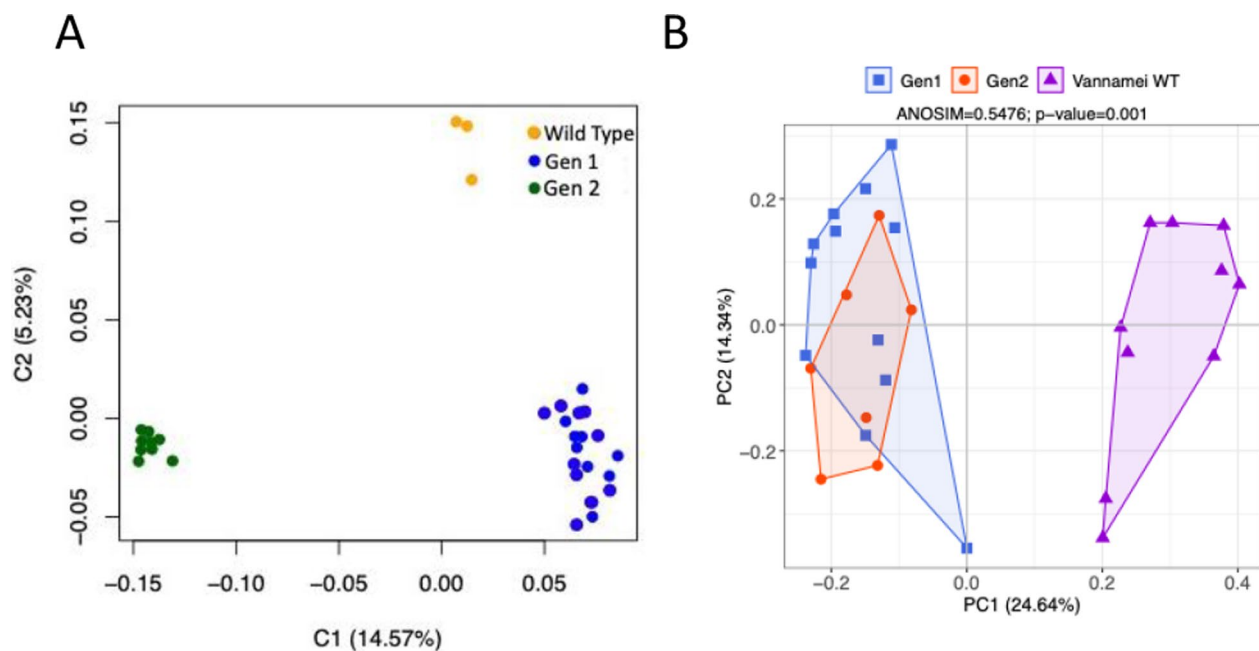 A
0.15
0.10
0.05
0.00
−0.05
C2 (5.23%)
Wild Type
Gen 1
Gen 2
−0.15
−0.10
−0.05
0.00
0.05
C1 (14.57%)
B
Gen1
Gen2
Vannamei WT
ANOSIM=0.5476; p−value=0.001
0.2
0.0
−0.2
PC2 (14.34%)
−0.2
0.0
0.2
0.4
PC1 (24.64%)